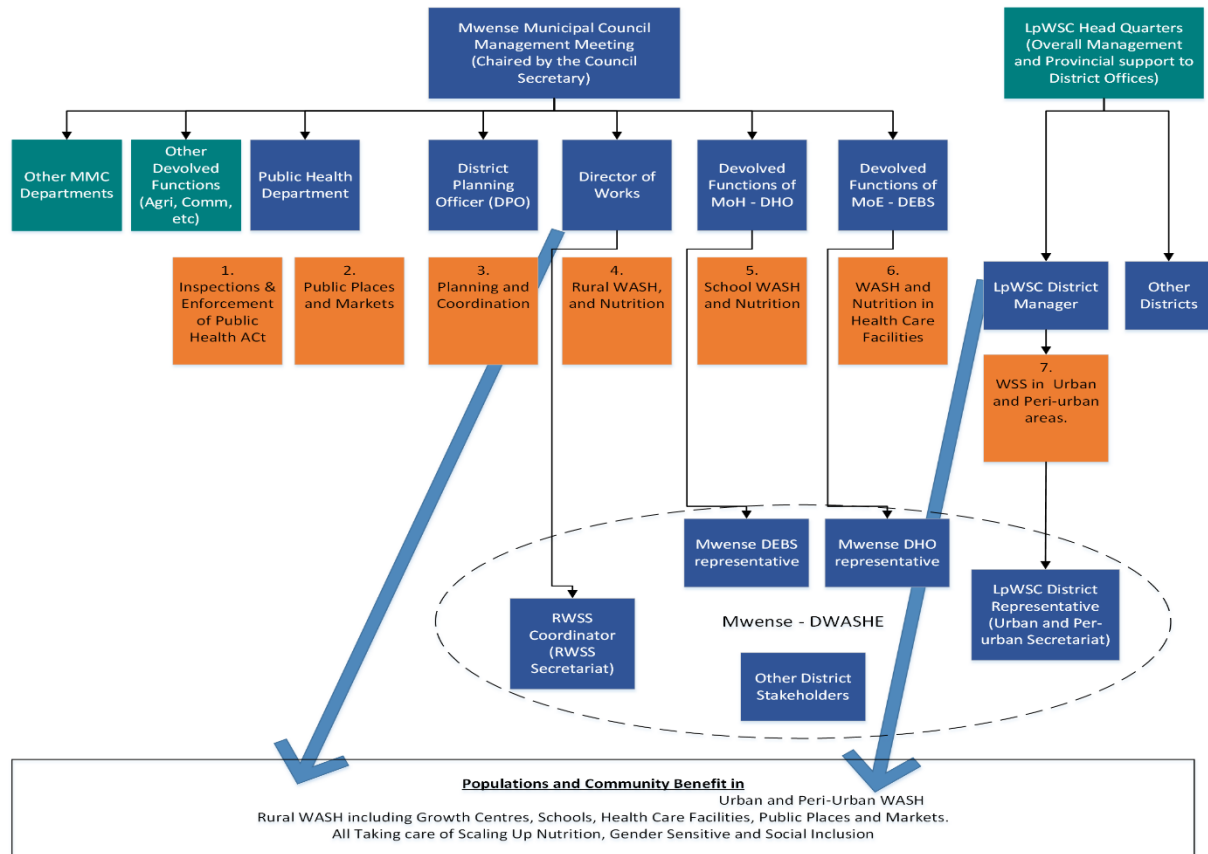 Mwense Municipal Council
Management Meeting
(Chaired by the Council
Secretary)
LpWSC Head Quarters
(Overall Management
and Provincial support to
District Offices)
Other MMC
Departments
Other
Devolved
Functions
(Agri, Comm,
etc)
Public Health
Department
District
Planning
Officer (DPO)
Director of
Works
Devolved
Functions of
MoH - DHO
Devolved
Functions of
MoE - DEBS
1.
Inspections &
Enforcement
of Public
Health ACt
2.
Public Places
and Markets
3.
Planning and
Coordination
4.
Rural WASH,
and Nutrition
5.
School WASH
and Nutrition
6.
WASH and
Nutrition in
Health Care
Facilities
LpWSC District
Manager
Other
Districts
7.
WSS in Urban
and Peri-urban
areas.
Mwense DEBS
representative
Mwense DHO
representative
RWSS
Coordinator
(RWSS
Secretariat)
Mwense - DWASHE
LpWSC District
Representative
(Urban and Per-
urban Secretariat)
Other District
Stakeholders
Populations and Community Benefit in
Urban and Peri-Urban WASH
Rural WASH including Growth Centres, Schools, Health Care Facilities, Public Places and Markets.
All Taking care of Scaling Up Nutrition, Gender Sensitive and Social Inclusion